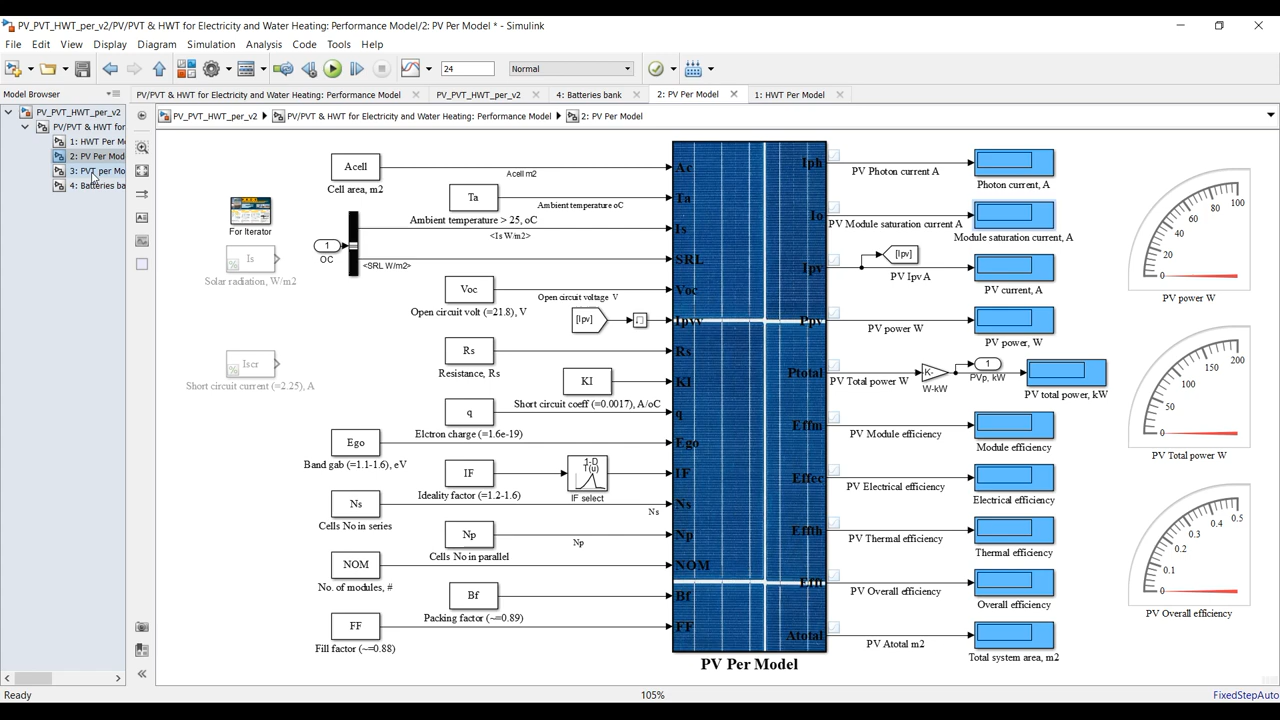 PV_PVT_HWT_per_v2/PV/PVT & HWT for Electricity and Water Heating: Performance Model/2: PV Per Model * - Simulink
File Edit View Display Diagram Simulation Analysis Code Tools Help
24 Normal
Model Browser
PV/PVT & HWT for Electricity and Water Heating: Performance Model PV_PVT_HWT_per_v2 4: Batteries bank 2: PV Per Model 1: HWT Per Model
PV_PVT_HWT_per_v2 PV/PVT & HWT for Electricity and Water Heating: Performance Model 2: PV Per Model
PV_PVT_HWT_per_v2
PV/PVT & HWT for
1: HWT Per M
2: PV Per Mod
Acell
Cell area, m2
Acell m2
Ta
Ambient temperature > 25, oC
Ambient temperature oC
For Iterator
1
OC
<Is W/m2>
<SRL W/m2>
Is
Solar radiation, W/m2
Voc
Open circuit volt (=21.8), V
Open circuit voltage V
[Ipv]
Iscr
Short circuit current (=2.25), A
Rs
Resistance, Rs
KI
Short circuit coeff (=0.0017), A/oC
q
Elctron charge (=1.6e-19)
Ego
Band gab (=1.1-1.6), eV
IF
Ideality factor (=1.2-1.6)
1-D
T(u)
IF select
Ns
Cells No in series
Ns
Np
Cells No in parallel
Np
NOM
No. of modules, #
Bf
Packing factor (~=0.89)
FF
Fill factor (~=0.88)
Ac
Ta
Is
SRL
Voc
Ipvv
Rs
KI
q
Ego
IF
Ns
Np
NOM
Bf
FF
Iph
Io
Ipv
Ppv
Ptotal
Effm
Effec
Effth
Eff
Atotal
PV Per Model
PV Photon current A
Photon current, A
PV Module saturation current A
Module saturation current, A
[Ipv]
PV Ipv A
PV current, A
PV power W
PV power, W
PV Total power W
K-
W-kW
1
PVp, kW
PV total power, kW
PV Module efficiency
Module efficiency
PV Electrical efficiency
Electrical efficiency
PV Thermal efficiency
Thermal efficiency
PV Overall efficiency
Overall efficiency
PV Atotal m2
Total system area, m2
0 20 40 60 80 100
PV power W
0 50 100 150 200
PV Total power W
0 0.1 0.2 0.3
PV Overall efficiency
Ready 105% FixedStepAuto